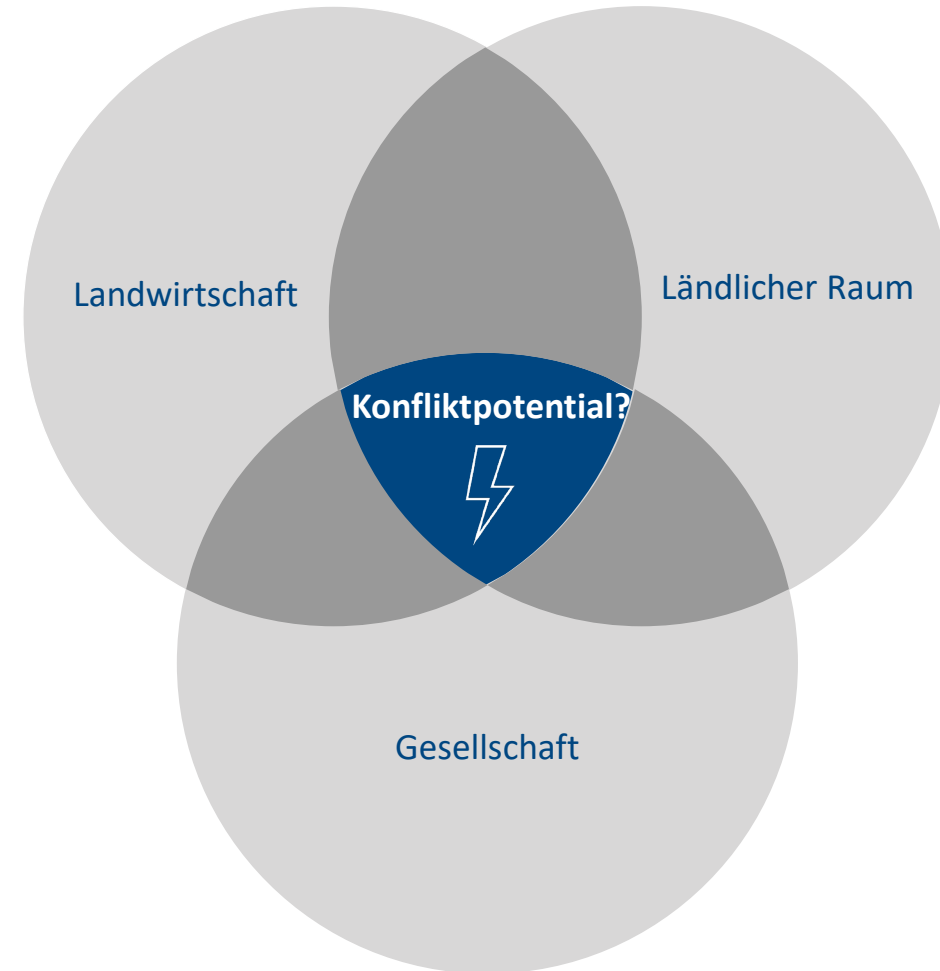 Landwirtschaft
Ländlicher Raum
Konfliktpotential?
Gesellschaft